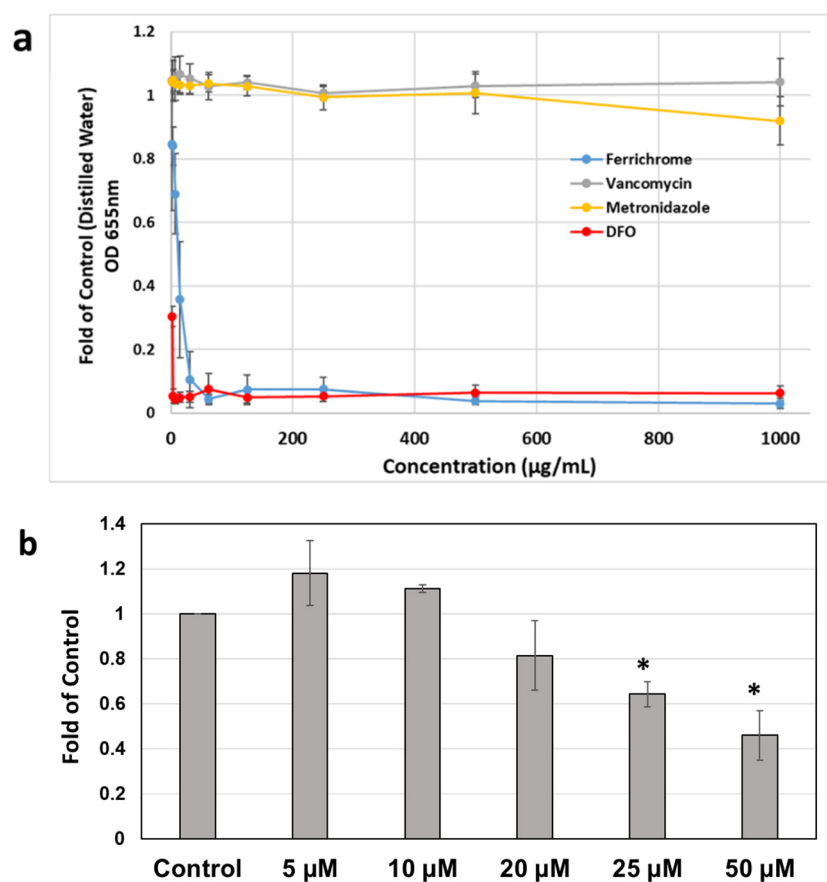 a
Fold of Control (Distilled Water)
OD 655nm
1.2
1
0.8
0.6
0.4
0.2
0
Ferrichrome
Vancomycin
Metronidazole
DFO
0 200 400 600 800 1000
Concentration (µg/mL)
b
Fold of Control
1.4
1.2
1
0.8
0.6
0.4
0.2
0
*
*
Control 5 µM 10 µM 20 µM 25 µM 50 µM